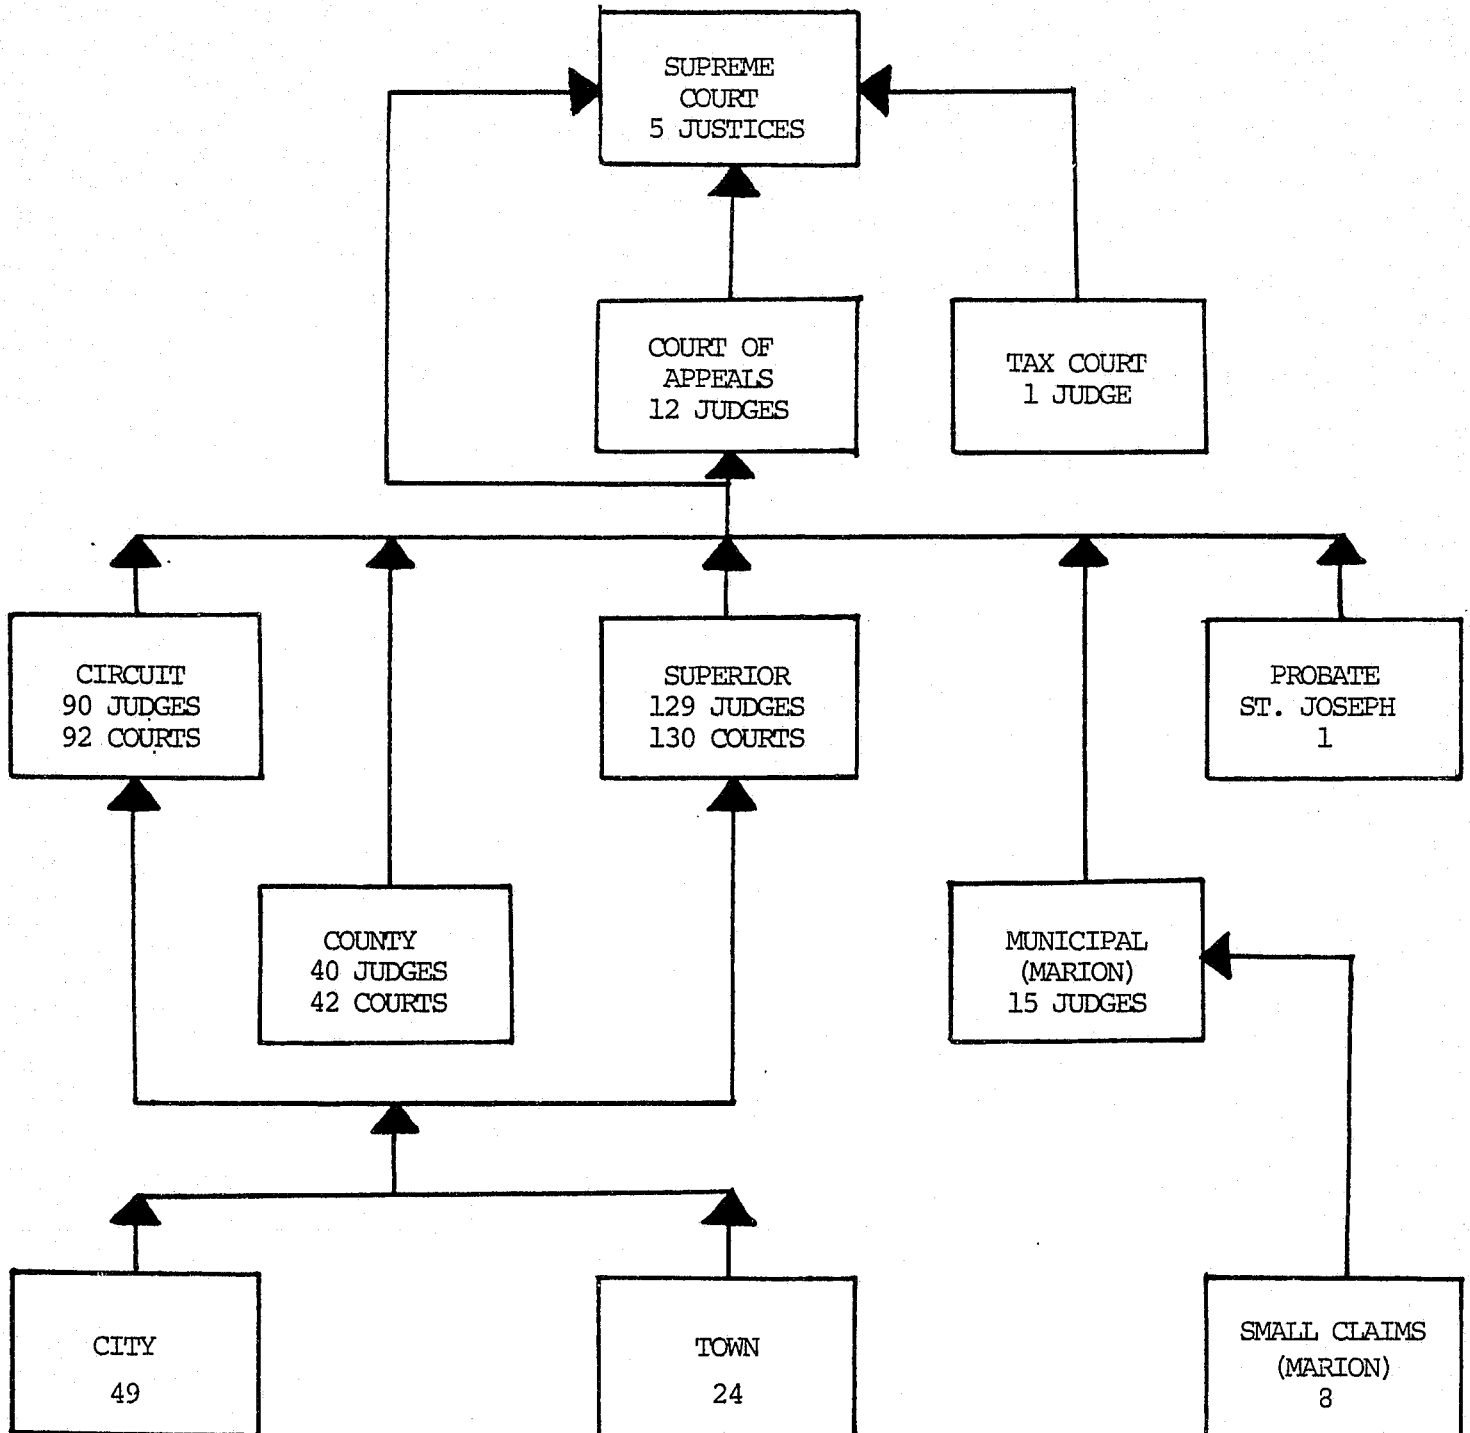 SUPREME
COURT
5 JUSTICES
COURT OF
APPEALS
12 JUDGES
TAX COURT
1 JUDGE
CIRCUIT
90 JUDGES
92 COURTS
SUPERIOR
129 JUDGES
130 COURTS
PROBATE
ST. JOSEPH
1
COUNTY
40 JUDGES
42 COURTS
MUNICIPAL
(MARION)
15 JUDGES
CITY
49
TOWN
24
SMALL CLAIMS
(MARION)
8